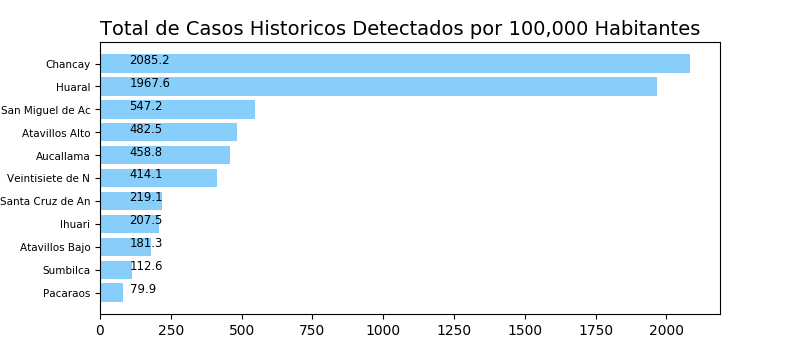 Total de Casos Historicos Detectados por 100,000 Habitantes
Chancay 2085.2
Huaral 1967.6
San Miguel de Ac 547.2
Atavillos Alto 482.5
Aucallama 458.8
Veintisiete de N 414.1
Santa Cruz de An 219.1
Ihuari 207.5
Atavillos Bajo 181.3
Sumbilca 112.6
Pacaraos 79.9
0 250 500 750 1000 1250 1500 1750 2000